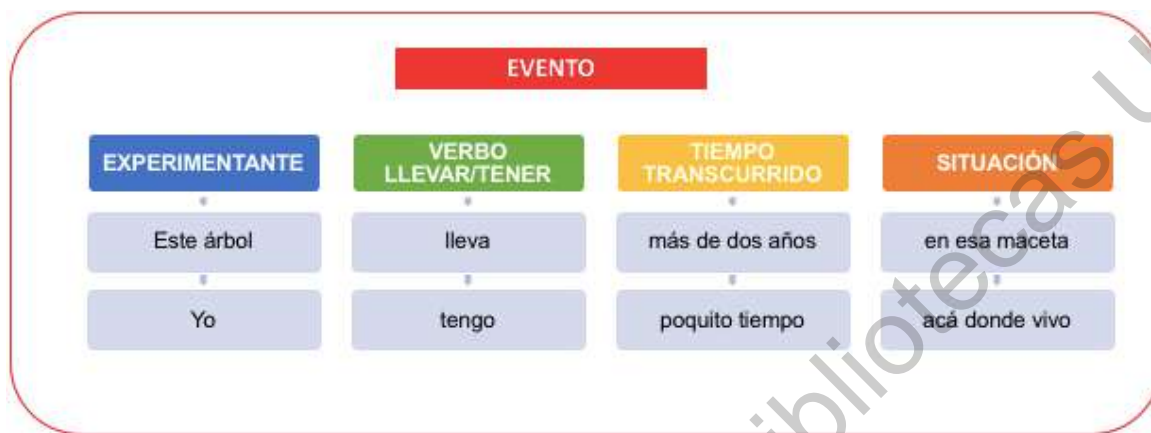 EVENTO
EXPERIMENTANTE
VERBO
LLEVAR/TENER
TIEMPO
TRANSCURRIDO
SITUACIÓN
Este árbol
lleva
más de dos años
en esa maceta
Yo
tengo
poquito tiempo
acá donde vivo
bliotecas U